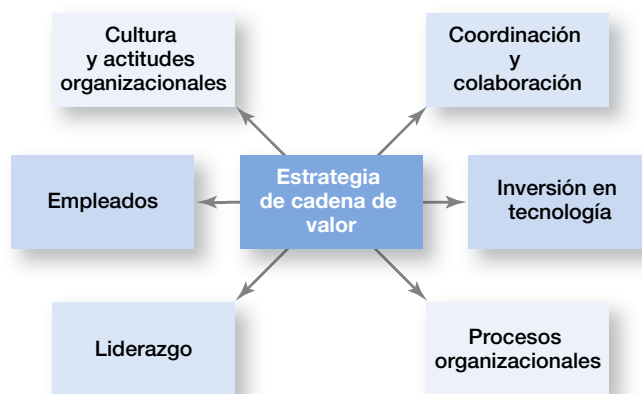 Cultura
y actitudes
organizacionales
Coordinación
y
colaboración
Empleados
Estrategia
de cadena de
valor
Inversión en
tecnología
Liderazgo
Procesos
organizacionales